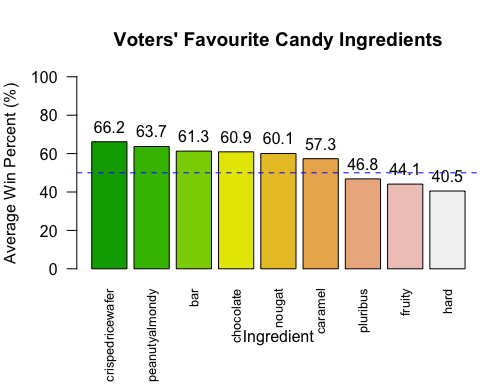 Voters' Favourite Candy Ingredients
Average Win Percent (%)
100
80
60
40
20
0
66.2
63.7
61.3
60.9
60.1
57.3
46.8
44.1
40.5
crispedricewafer
peanutyalmondy
bar
chocolate
nougat
caramel
pluribus
fruity
hard
Ingredient